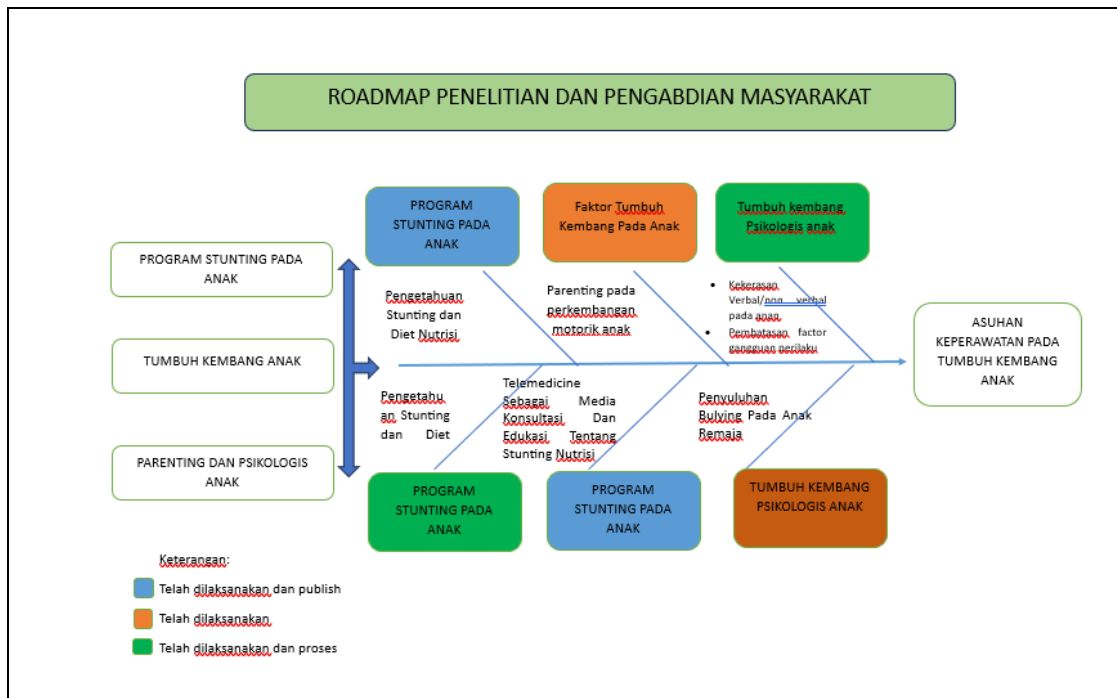 ROADMAP PENELITIAN DAN PENGABDIAN MASYARAKAT
PROGRAM STUNTING PADA
ANAK
TUMBUH KEMBANG ANAK
PARENTING DAN PSIKOLOGIS
ANAK
PROGRAM
STUNTING PADA
ANAK
Faktor Tumbuh
Kembang Pada Anak
Tumbuh kembang
Psikologis anak
Pengetahuan
Stunting dan
Diet Nutrisi
Parenting pada
perkembangan
motorik anak
• Kekerasan
Verbal/non verbal
pada anan
• Pembatasan factor
gangguan perilaku
ASUHAN
KEPERAWATAN PADA
TUMBUH KEMBANG
ANAK
Pengetahu
an Stunting
dan Diet
Telemedicine
Sebagai Media
Konsultasi Dan
Edukasi Tentang
Stunting Nutrisi
Penyuluhan
Bulying Pada Anak
Remaja
PROGRAM
STUNTING PADA
ANAK
PROGRAM
STUNTING PADA
ANAK
TUMBUH KEMBANG
PSIKOLOGIS ANAK
Keterangan:
Telah dilaksanakan dan publish
Telah dilaksanakan
Telah dilaksanakan dan proses